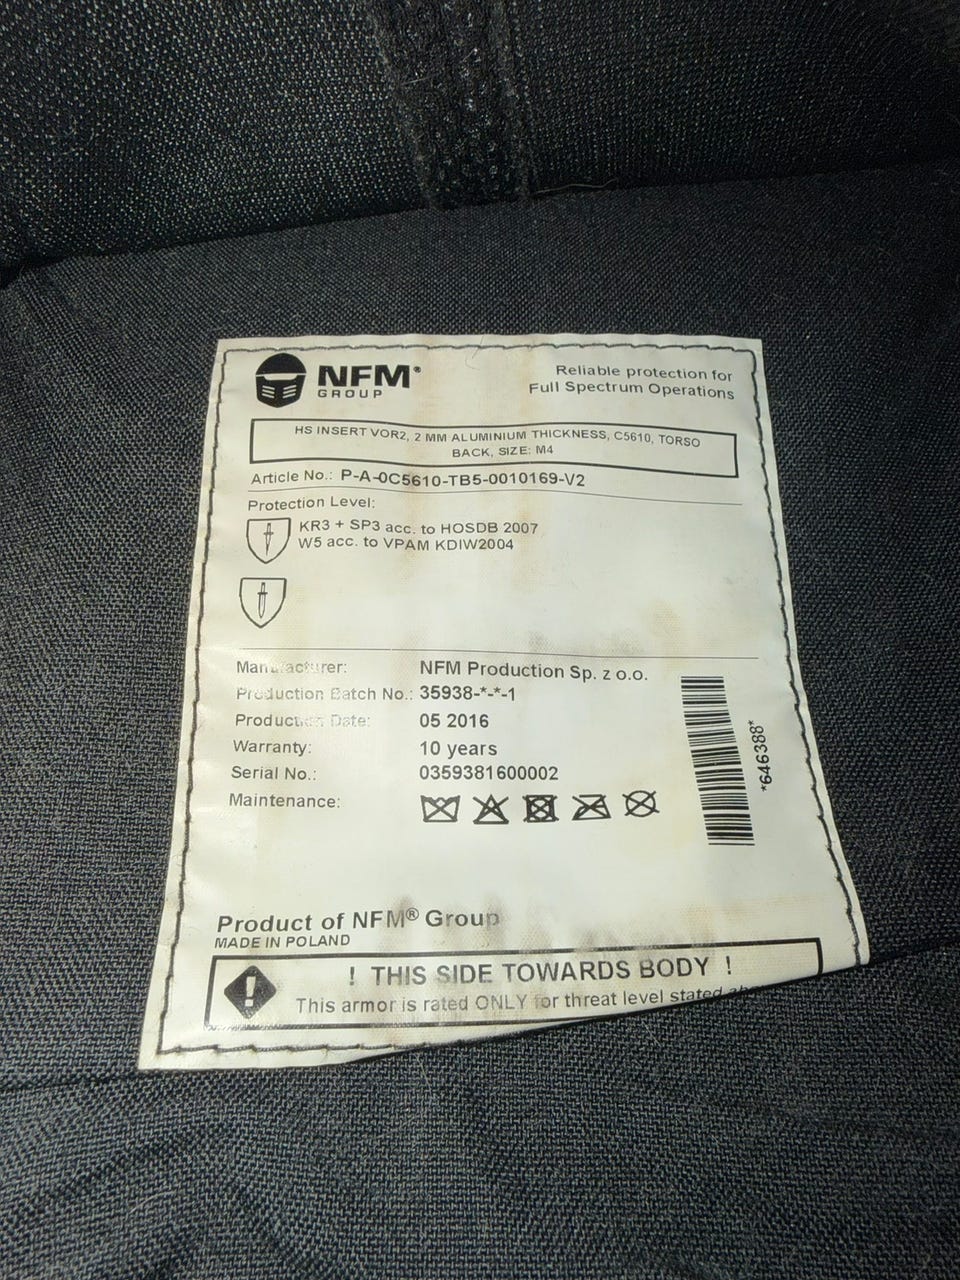 NFM®
GROUP
Reliable protection for
Full Spectrum Operations
HS INSERT VOR2, 2 MM ALUMINIUM THICKNESS, C5610, TORSO
BACK, SIZE: M4
Article No.: P-A-0C5610-TB5-0010169-V2
Protection Level:
KR3 + SP3 acc. to HOSDB 2007
W5 acc. to VPAM KDIW2004
Manufacturer: NFM Production Sp. z o.o.
Production Batch No.: 35938-*-*-1
Production Date: 05 2016
Warranty: 10 years
Serial No.: 0359381600002
Maintenance:
*646388*
Product of NFM® Group
MADE IN POLAND
! THIS SIDE TOWARDS BODY !
This armor is rated ONLY for threat level stated